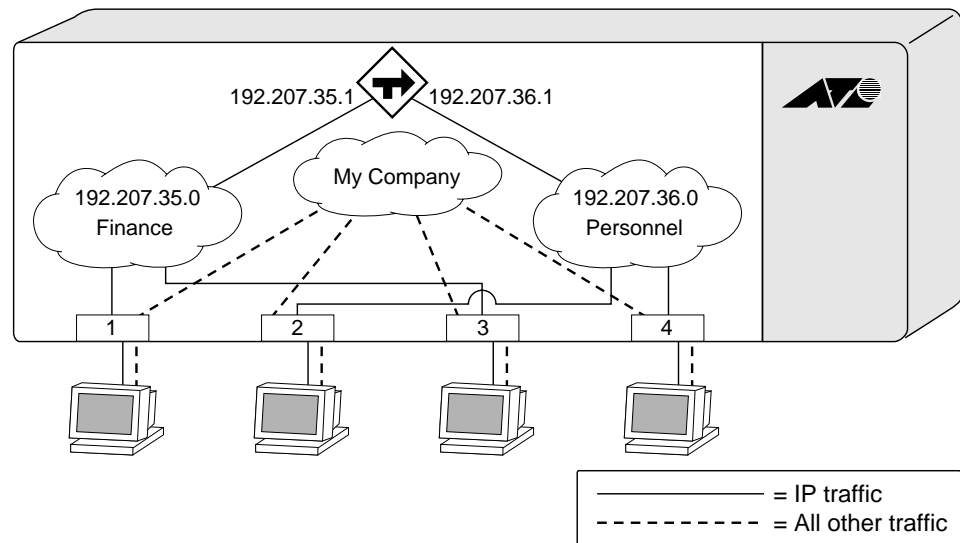 192.207.35.1
192.207.36.1
My Company
192.207.35.0
Finance
192.207.36.0
Personnel
1
2
3
4
= IP traffic
= All other traffic